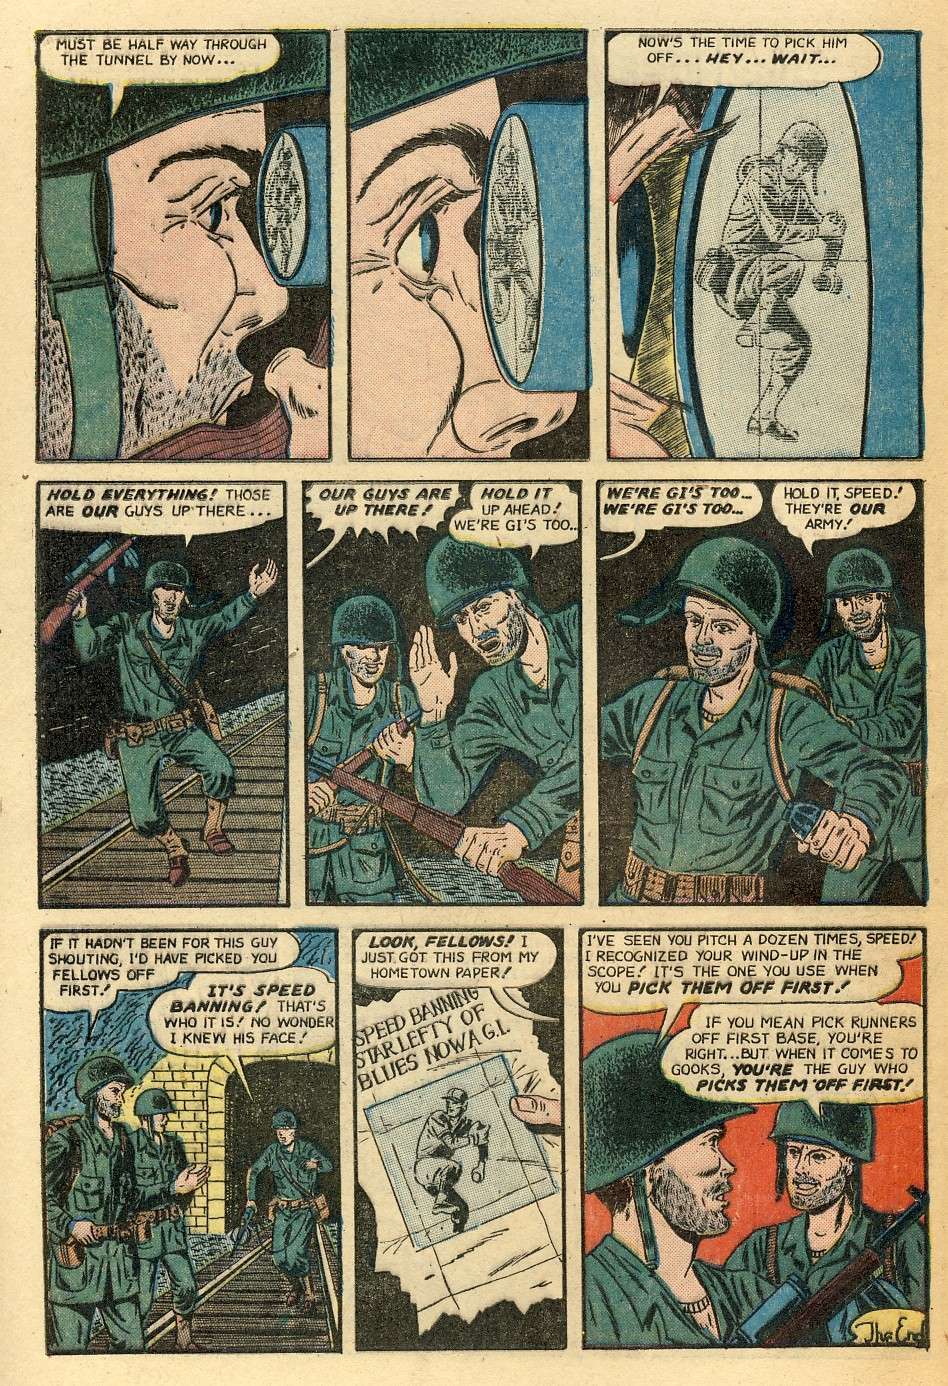 MUST BE HALF WAY THROUGH
THE TUNNEL BY NOW...
NOW'S THE TIME TO PICK HIM
OFF... HEY... WAIT...
HOLD EVERYTHING! THOSE
ARE OUR GUYS UP THERE...
OUR GUYS ARE
UP THERE!
HOLD IT
UP AHEAD!
WE'RE GI'S TOO...
WE'RE GI'S TOO...
WE'RE GI'S TOO...
HOLD IT, SPEED!
THEY'RE OUR
ARMY!
IF IT HADN'T BEEN FOR THIS GUY
SHOUTING, I'D HAVE PICKED YOU
FELLOWS OFF
FIRST!
IT'S SPEED
BANNING! THAT'S
WHO IT IS! NO WONDER
I KNEW HIS FACE!
LOOK, FELLOWS! I
JUST GOT THIS FROM MY
HOMETOWN PAPER!
SPEED BANNING
STAR LEFTY OF
BLUES NOW A G.I.
I'VE SEEN YOU PITCH A DOZEN TIMES, SPEED!
I RECOGNIZED YOUR WIND-UP IN THE
SCOPE! IT'S THE ONE YOU USE WHEN
YOU PICK THEM OFF FIRST!
IF YOU MEAN PICK RUNNERS
OFF FIRST BASE, YOU'RE
RIGHT...BUT WHEN IT COMES TO
GOOKS, YOU'RE THE GUY WHO
PICKS THEM OFF FIRST!
The End